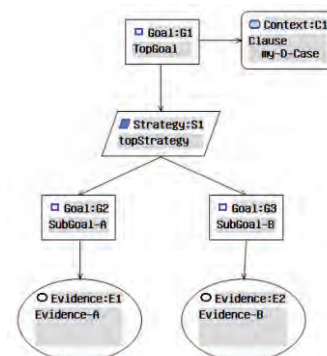 Goal:G1
TopGoal
Context:C1
Clause
my-D-Case
Strategy:S1
topStrategy
Goal:G2
SubGoal-A
Goal:G3
SubGoal-B
Evidence:E1
Evidence-A
Evidence:E2
Evidence-B